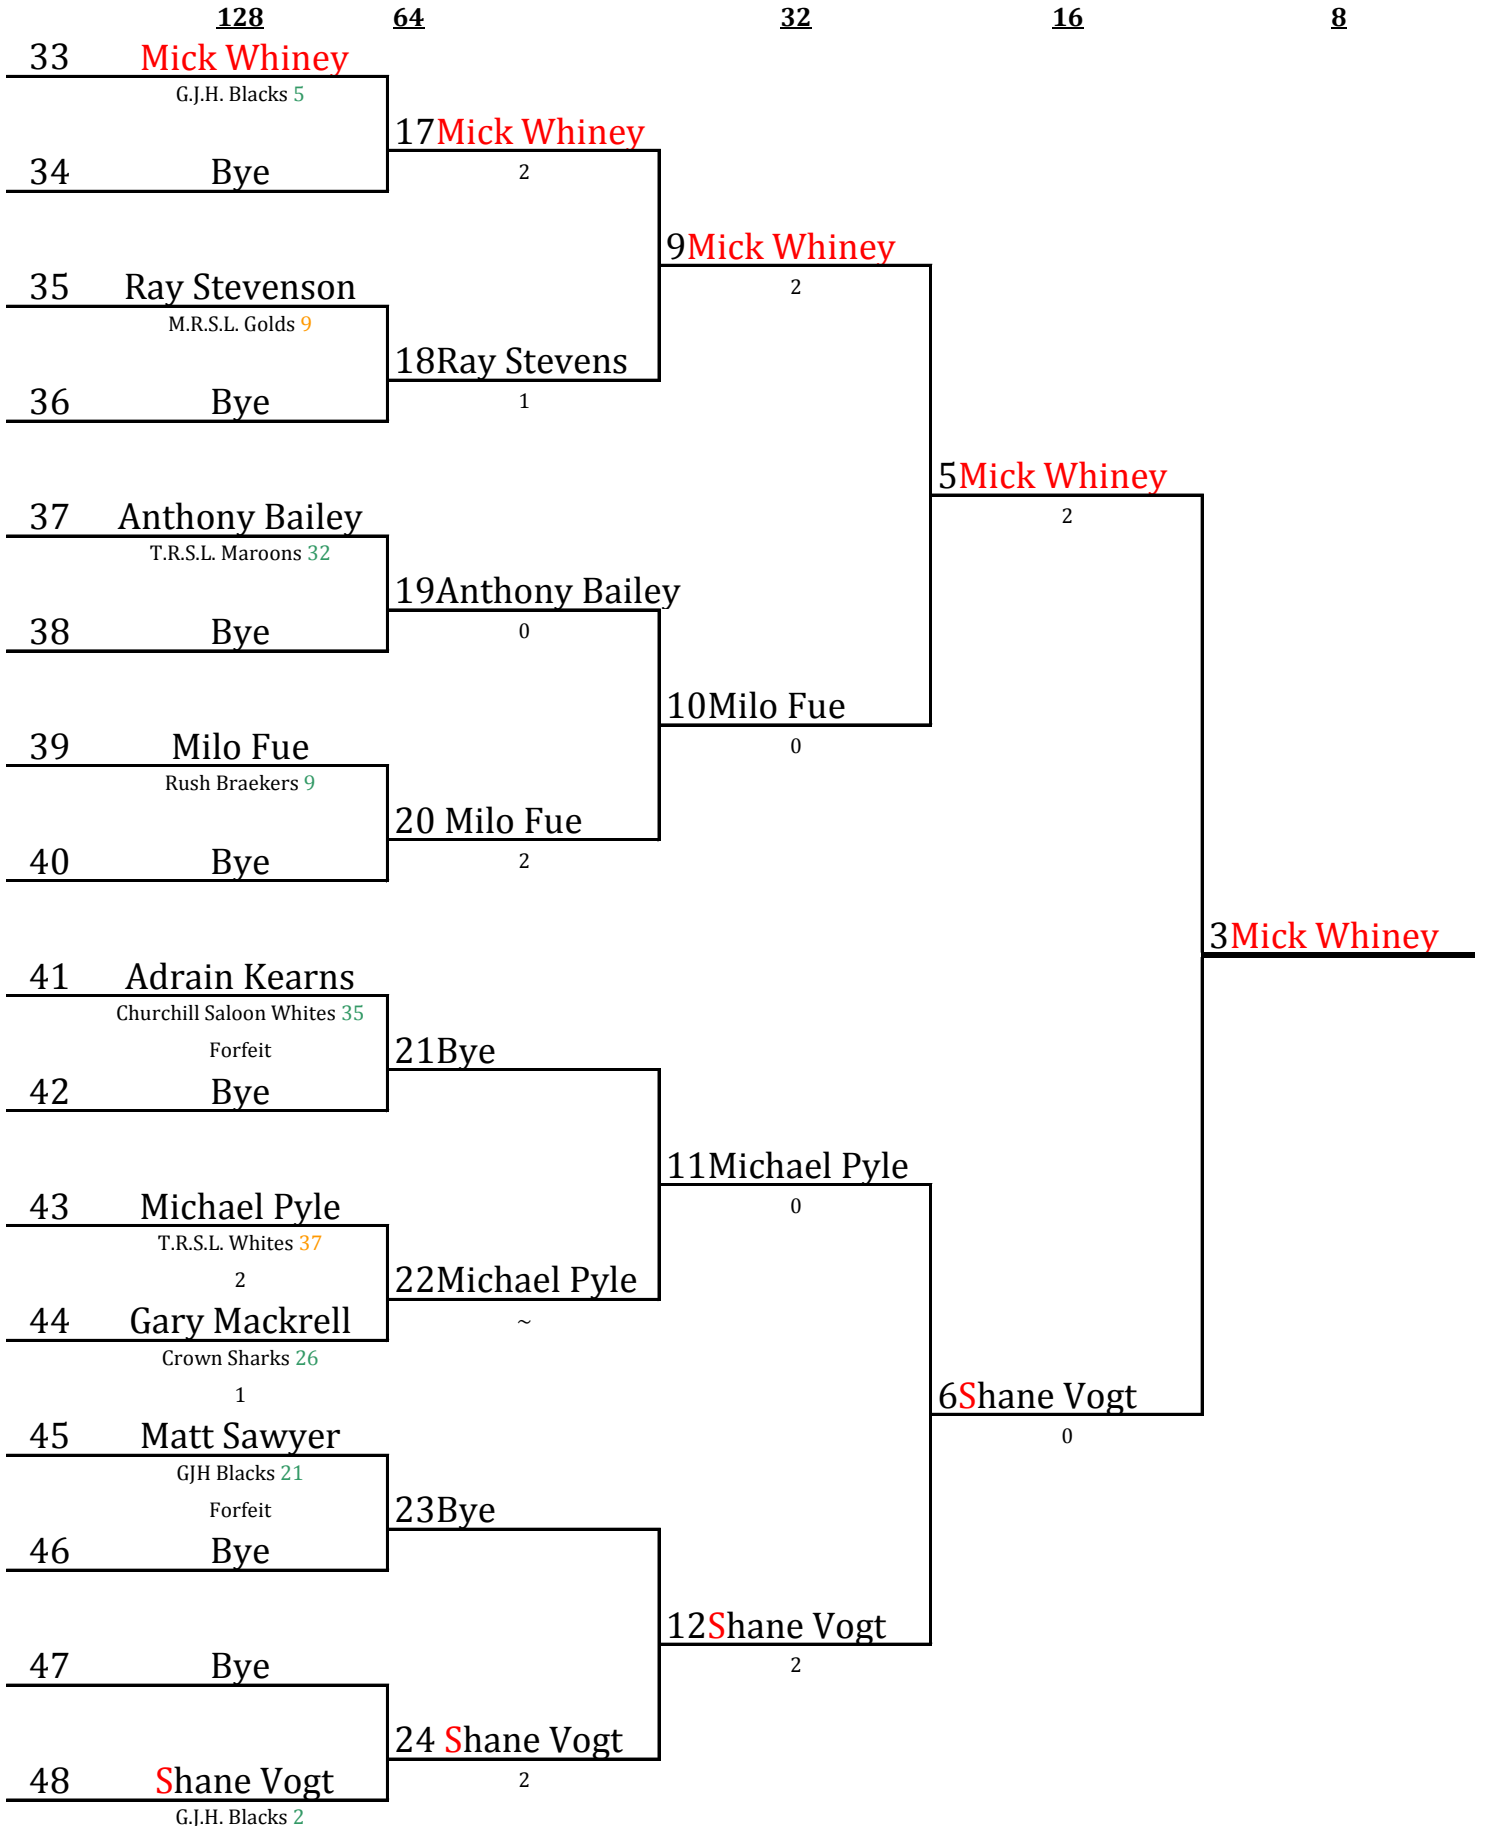 128 64 32 16 8
33 Mick Whiney
G.J.H. Blacks 5
17Mick Whiney
34 Bye
2
9Mick Whiney
35 Ray Stevenson
2
M.R.S.L. Golds 9
18Ray Stevens
36 Bye
1
5Mick Whiney
37 Anthony Bailey
2
T.R.S.L. Maroons 32
19Anthony Bailey
38 Bye
0
10Milo Fue
39 Milo Fue
0
Rush Braekers 9
20 Milo Fue
40 Bye
2
3Mick Whiney
41 Adrain Kearns
Churchill Saloon Whites 35
Forfeit
21Bye
42 Bye
11Michael Pyle
43 Michael Pyle
0
T.R.S.L. Whites 37
2
22Michael Pyle
44 Gary Mackrell
~
Crown Sharks 26
1
6Shane Vogt
45 Matt Sawyer
0
GJH Blacks 21
Forfeit
23Bye
46 Bye
12Shane Vogt
47 Bye
2
24 Shane Vogt
48 Shane Vogt
2
G.J.H. Blacks 2